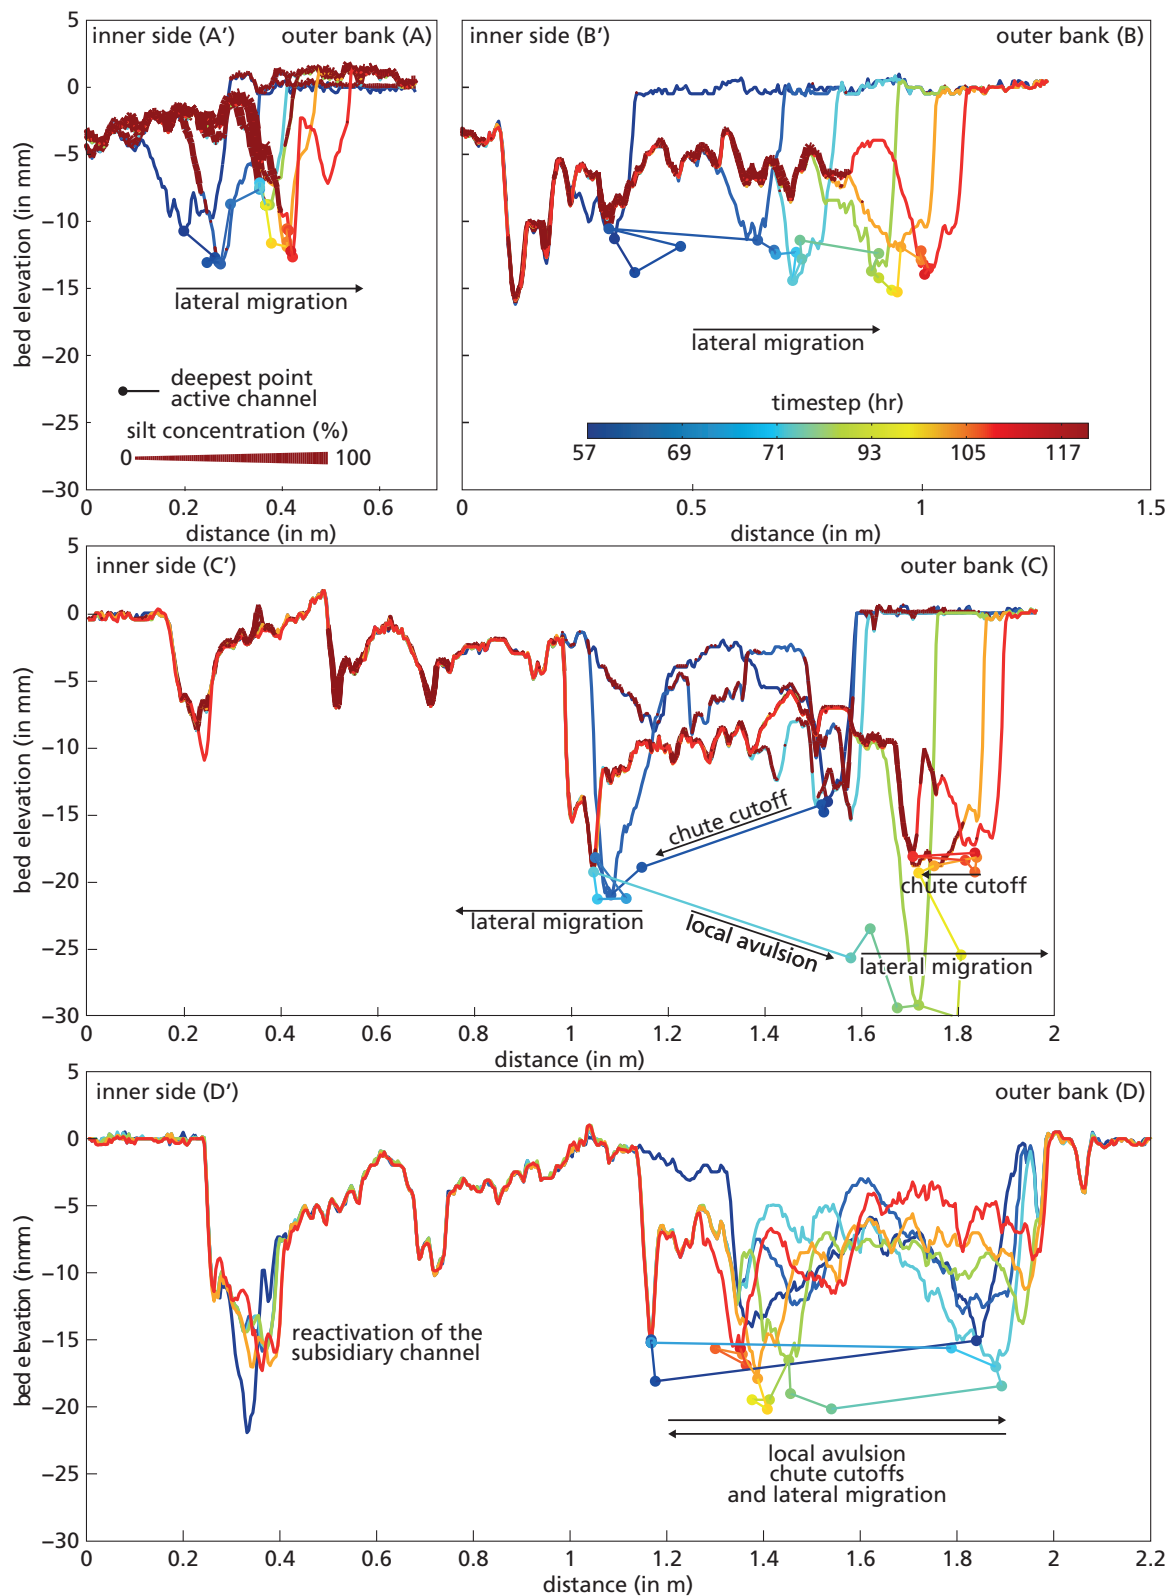 inner side (A’) outer bank (A)
5
0
−5
−10
−15
−20
−25
−30
bed elevation (in mm)
lateral migration
deepest point
active channel
silt concentration (%)
0 100
0 0.2 0.4 0.6
distance (in m)
inner side (B’) outer bank (B)
lateral migration
timestep (hr)
57 69 71 93 105 117
0 0.5 1 1.5
distance (in m)
inner side (C’) outer bank (C)
5
0
−5
−10
−15
−20
−25
−30
bed elevation (in mm)
chute cutoff
chute cutoff
lateral migration
local avulsion
lateral migration
0 0.2 0.4 0.6 0.8 1 1.2 1.4 1.6 1.8 2
distance (in m)
inner side (D’) outer bank (D)
5
0
−5
−10
−15
−20
−25
−30
bed elevation (inmm)
reactivation of the
subsidiary channel
local avulsion
chute cutoffs
and lateral migration
0 0.2 0.4 0.6 0.8 1 1.2 1.4 1.6 1.8 2 2.2
distance (in m)